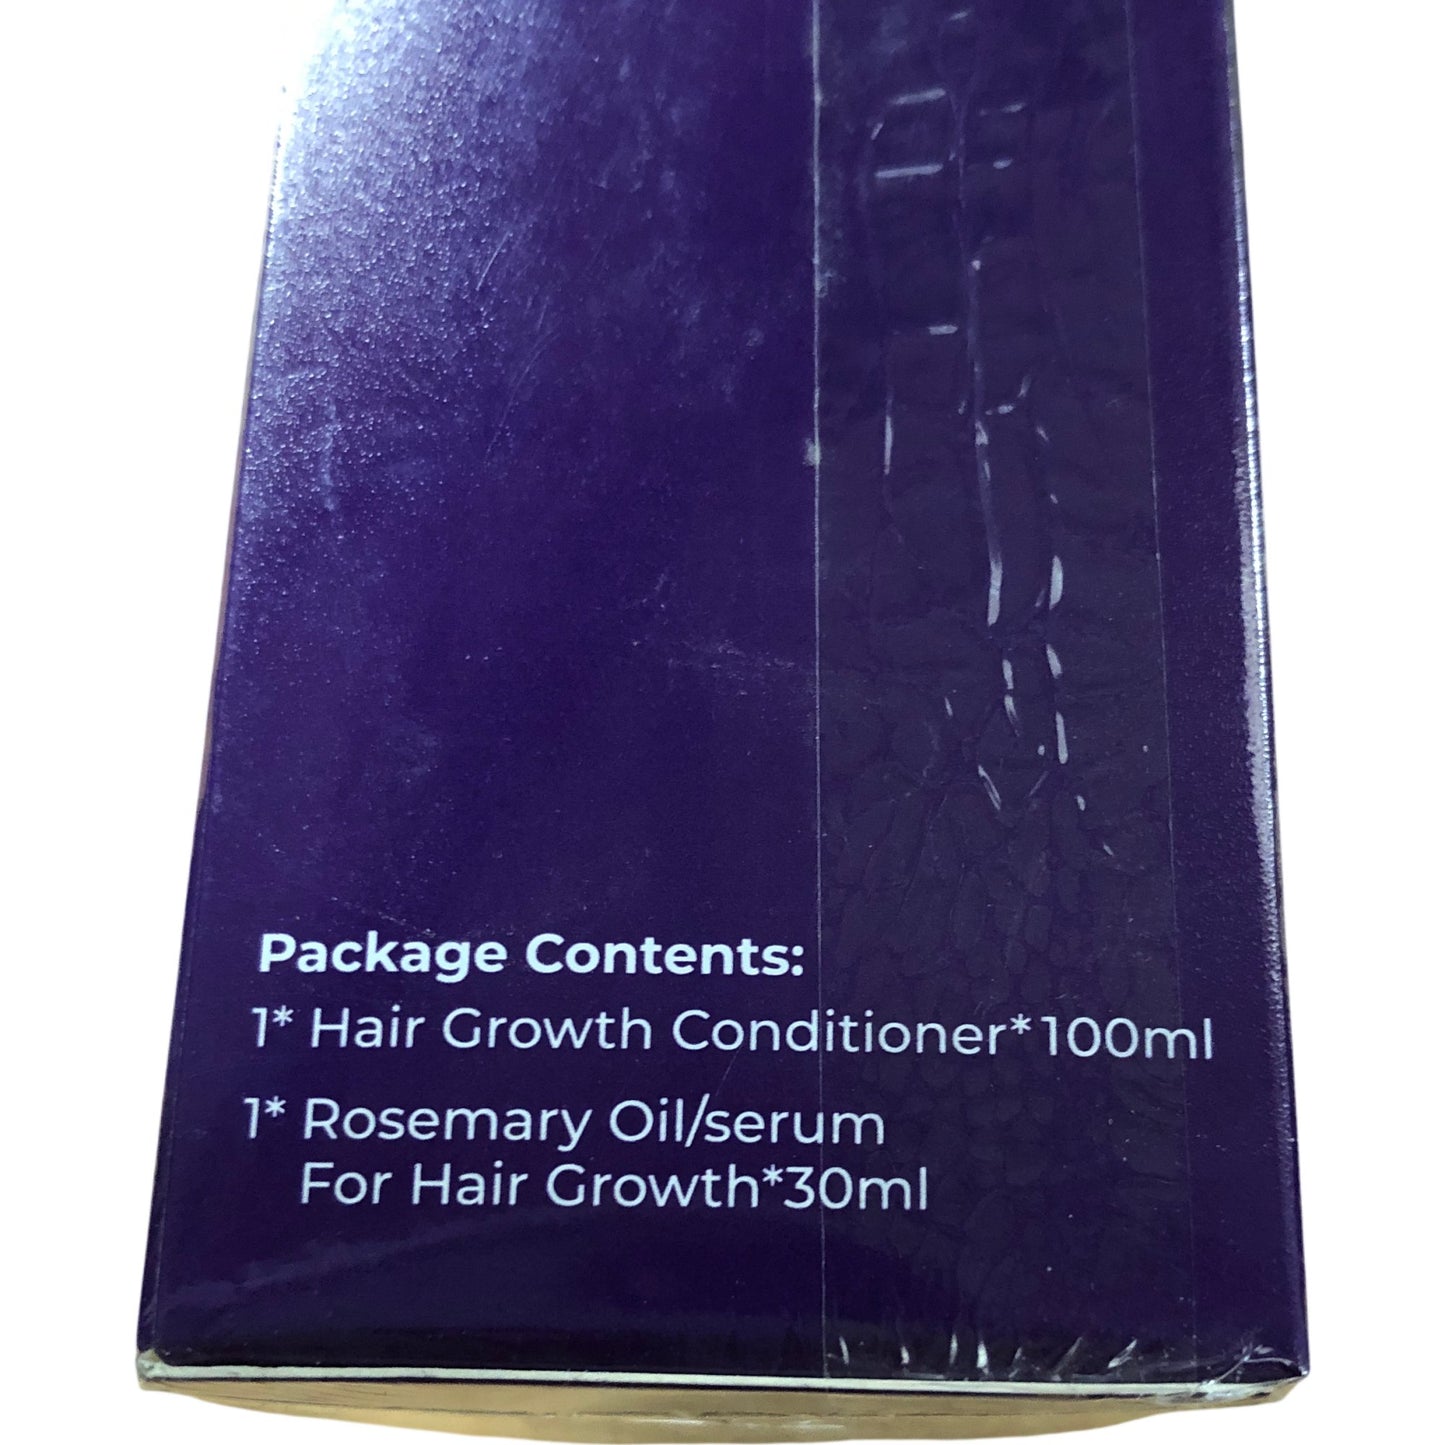 Package Contents:
1* Hair Growth Conditioner*100ml
1* Rosemary Oil/serum
For Hair Growth*30ml